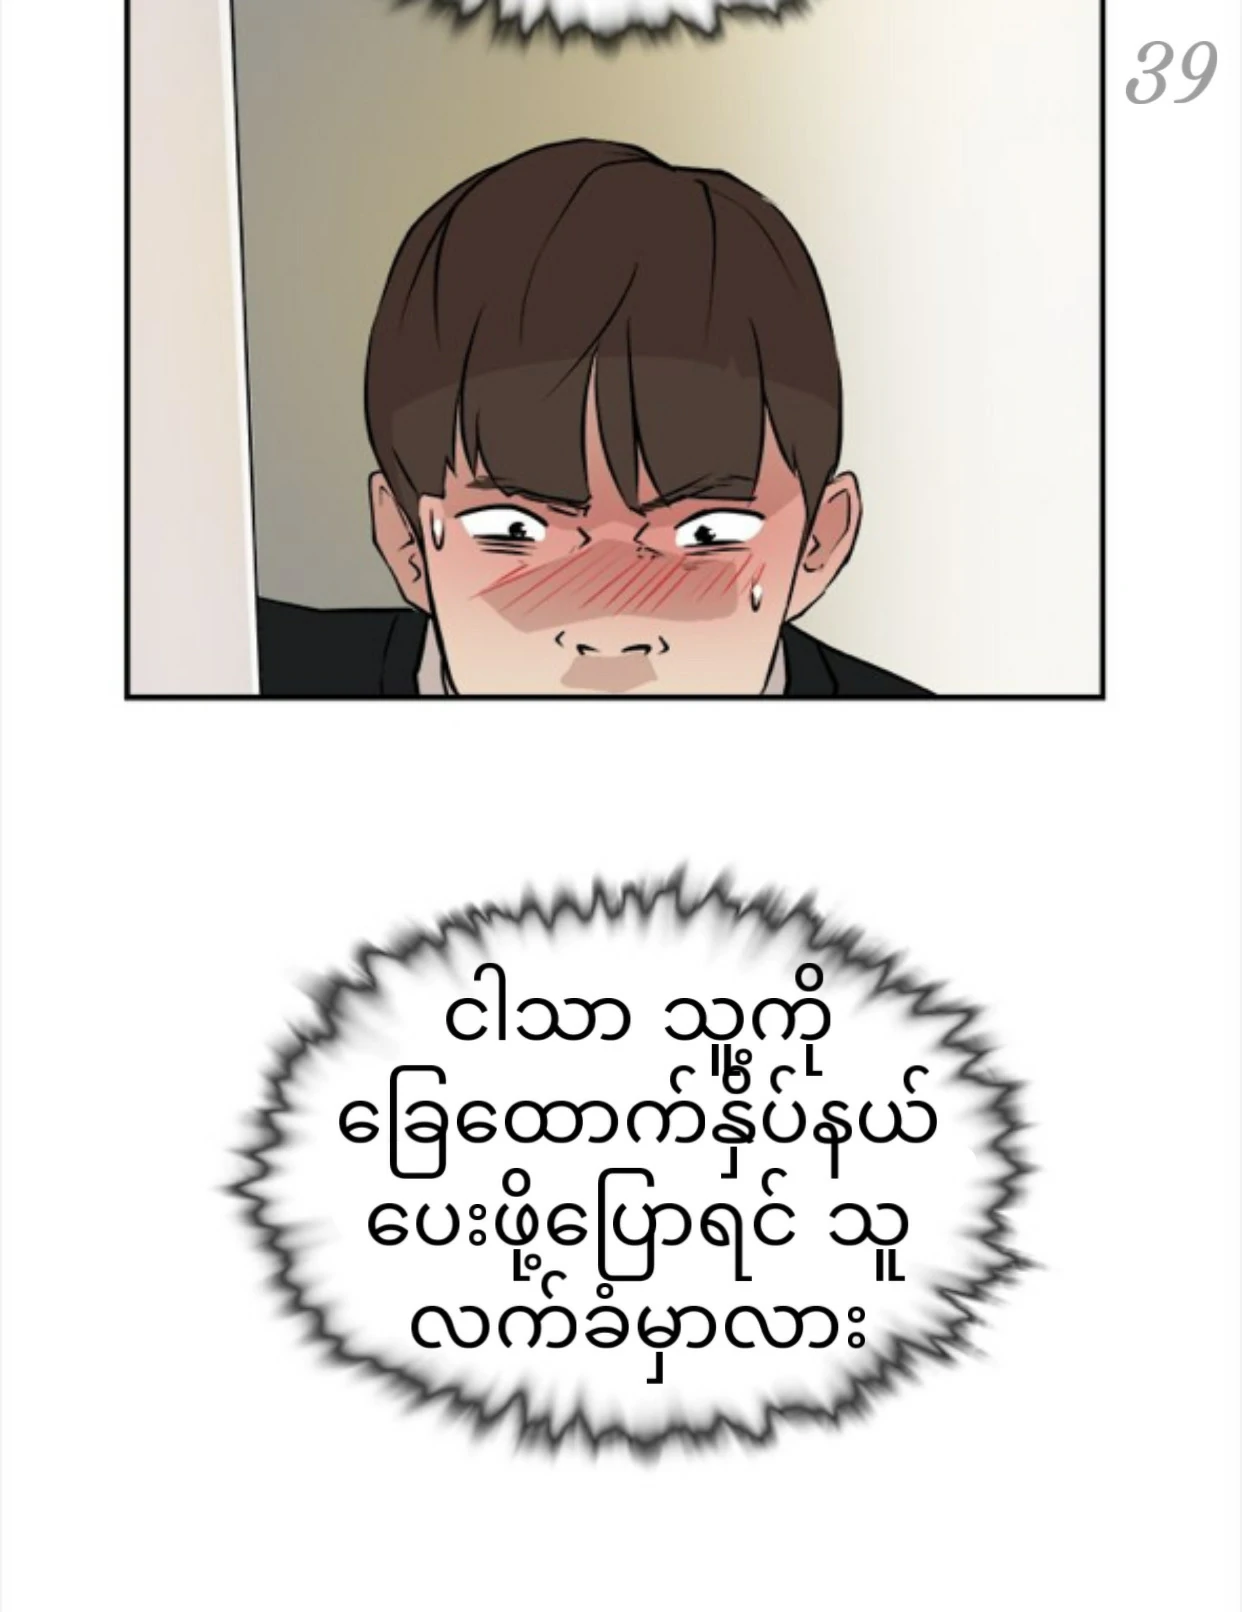 39
ငါသာ သူ့ကို
ခြေထောက်နှိပ်နယ်
ပေးဖို့ပြောရင် သူ
လက်ခံမှာလား